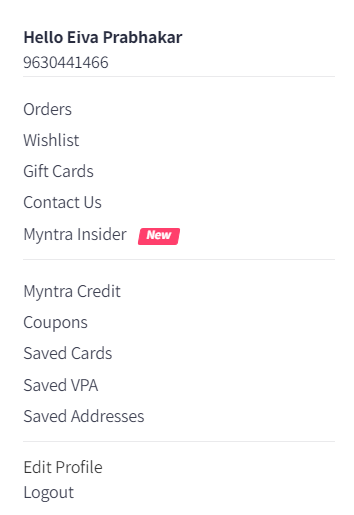 Hello Eiva Prabhakar
9630441466
Orders
Wishlist
Gift Cards
Contact Us
Myntra Insider New
Myntra Credit
Coupons
Saved Cards
Saved VPA
Saved Addresses
Edit Profile
Logout